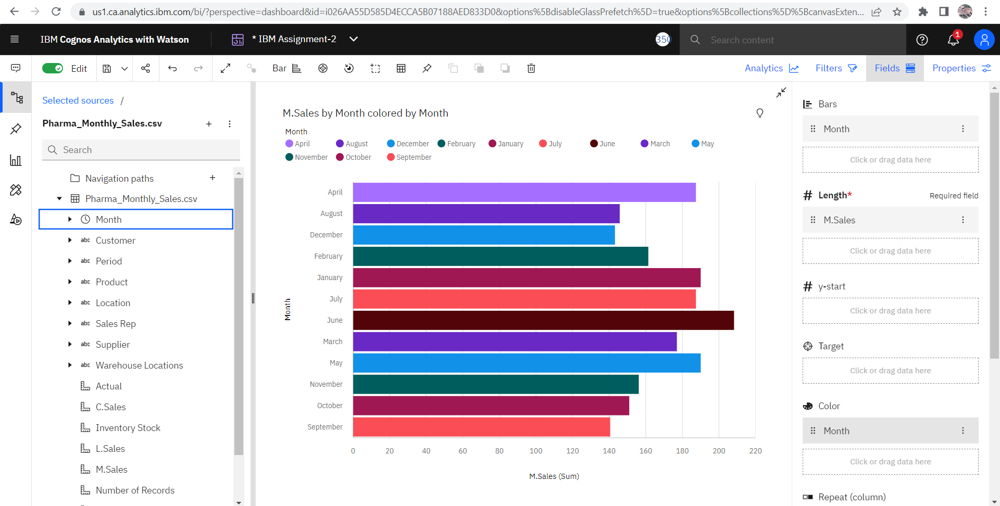 us1.ca.analytics.ibm.com/bi/?perspective=dashboard&id=i026AA55D585D4ECCA5B07188AED833D0&options%5BdisableGlassPrefetch%5D=true&options%5Bcollections%5D%5BcanvasExten...
IBM Cognos Analytics with Watson
* IBM Assignment-2
350
Search content
1
Edit
Bar
Analytics
Filters
Fields
Properties
Selected sources /
Pharma_Monthly_Sales.csv
Search
Navigation paths
Pharma_Monthly_Sales.csv
Month
abc Customer
abc Period
abc Product
abc Location
abc Sales Rep
abc Supplier
abc Warehouse Locations
Actual
C.Sales
Inventory Stock
L.Sales
M.Sales
Number of Records
M.Sales by Month colored by Month
Month
April August December February January July June March May
November October September
Month
April
August
December
February
January
July
June
March
May
November
October
September
0 20 40 60 80 100 120 140 160 180 200 220
M.Sales (Sum)
Bars
Month
Click or drag data here
# Length* Required field
M.Sales
Click or drag data here
# y-start
Click or drag data here
Target
Click or drag data here
Color
Month
Click or drag data here
Repeat (column)